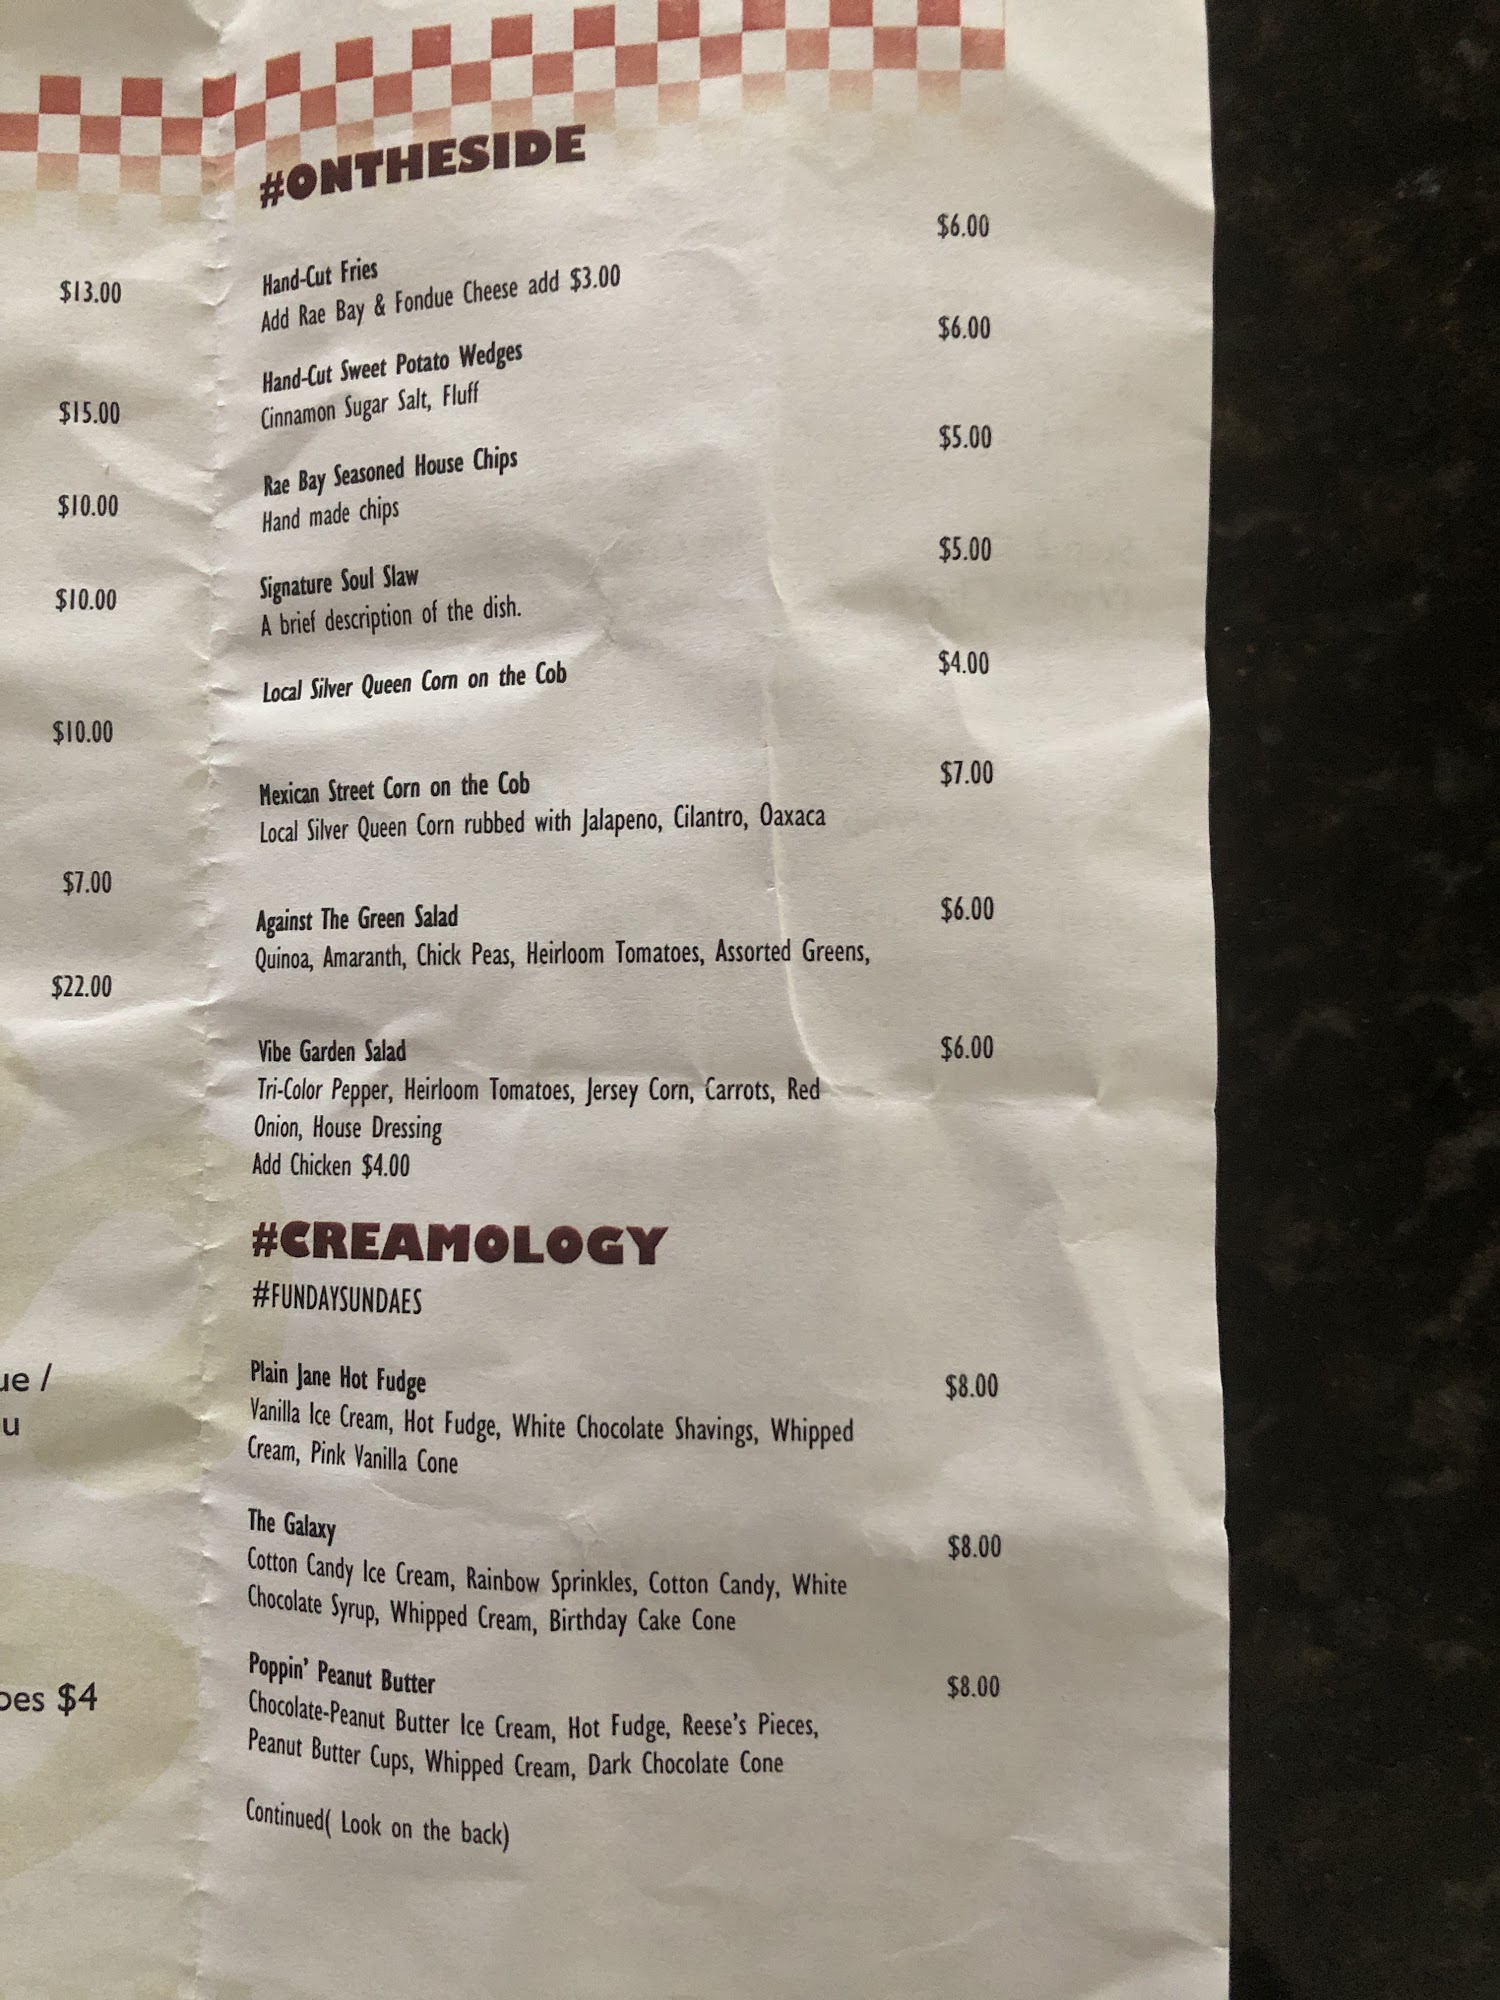 $13.00
$15.00
$10.00
$10.00
$10.00
$7.00
$22.00
/
$4
#ONTHESIDE
Hand-Cut Fries $6.00
Add Rae Bay & Fondue Cheese add $3.00
Hand-Cut Sweet Potato Wedges $6.00
Cinnamon Sugar Salt, Fluff
Rae Bay Seasoned House Chips $5.00
Hand made chips
Signature Soul Slaw $5.00
A brief description of the dish.
Local Silver Queen Corn on the Cob $4.00
Mexican Street Corn on the Cob $7.00
Local Silver Queen Corn rubbed with Jalapeno, Cilantro, Oaxaca
Against The Green Salad $6.00
Quinoa, Amaranth, Chick Peas, Heirloom Tomatoes, Assorted Greens,
Vibe Garden Salad $6.00
Tri-Color Pepper, Heirloom Tomatoes, Jersey Corn, Carrots, Red
Onion, House Dressing
Add Chicken $4.00
#CREAMOLOGY
#FUNDAYSUNDAES
Plain Jane Hot Fudge $8.00
Vanilla Ice Cream, Hot Fudge, White Chocolate Shavings, Whipped
Cream, Pink Vanilla Cone
The Galaxy $8.00
Cotton Candy Ice Cream, Rainbow Sprinkles, Cotton Candy, White
Chocolate Syrup, Whipped Cream, Birthday Cake Cone
Poppin' Peanut Butter $8.00
Chocolate-Peanut Butter Ice Cream, Hot Fudge, Reese's Pieces,
Peanut Butter Cups, Whipped Cream, Dark Chocolate Cone
Continued( Look on the back)